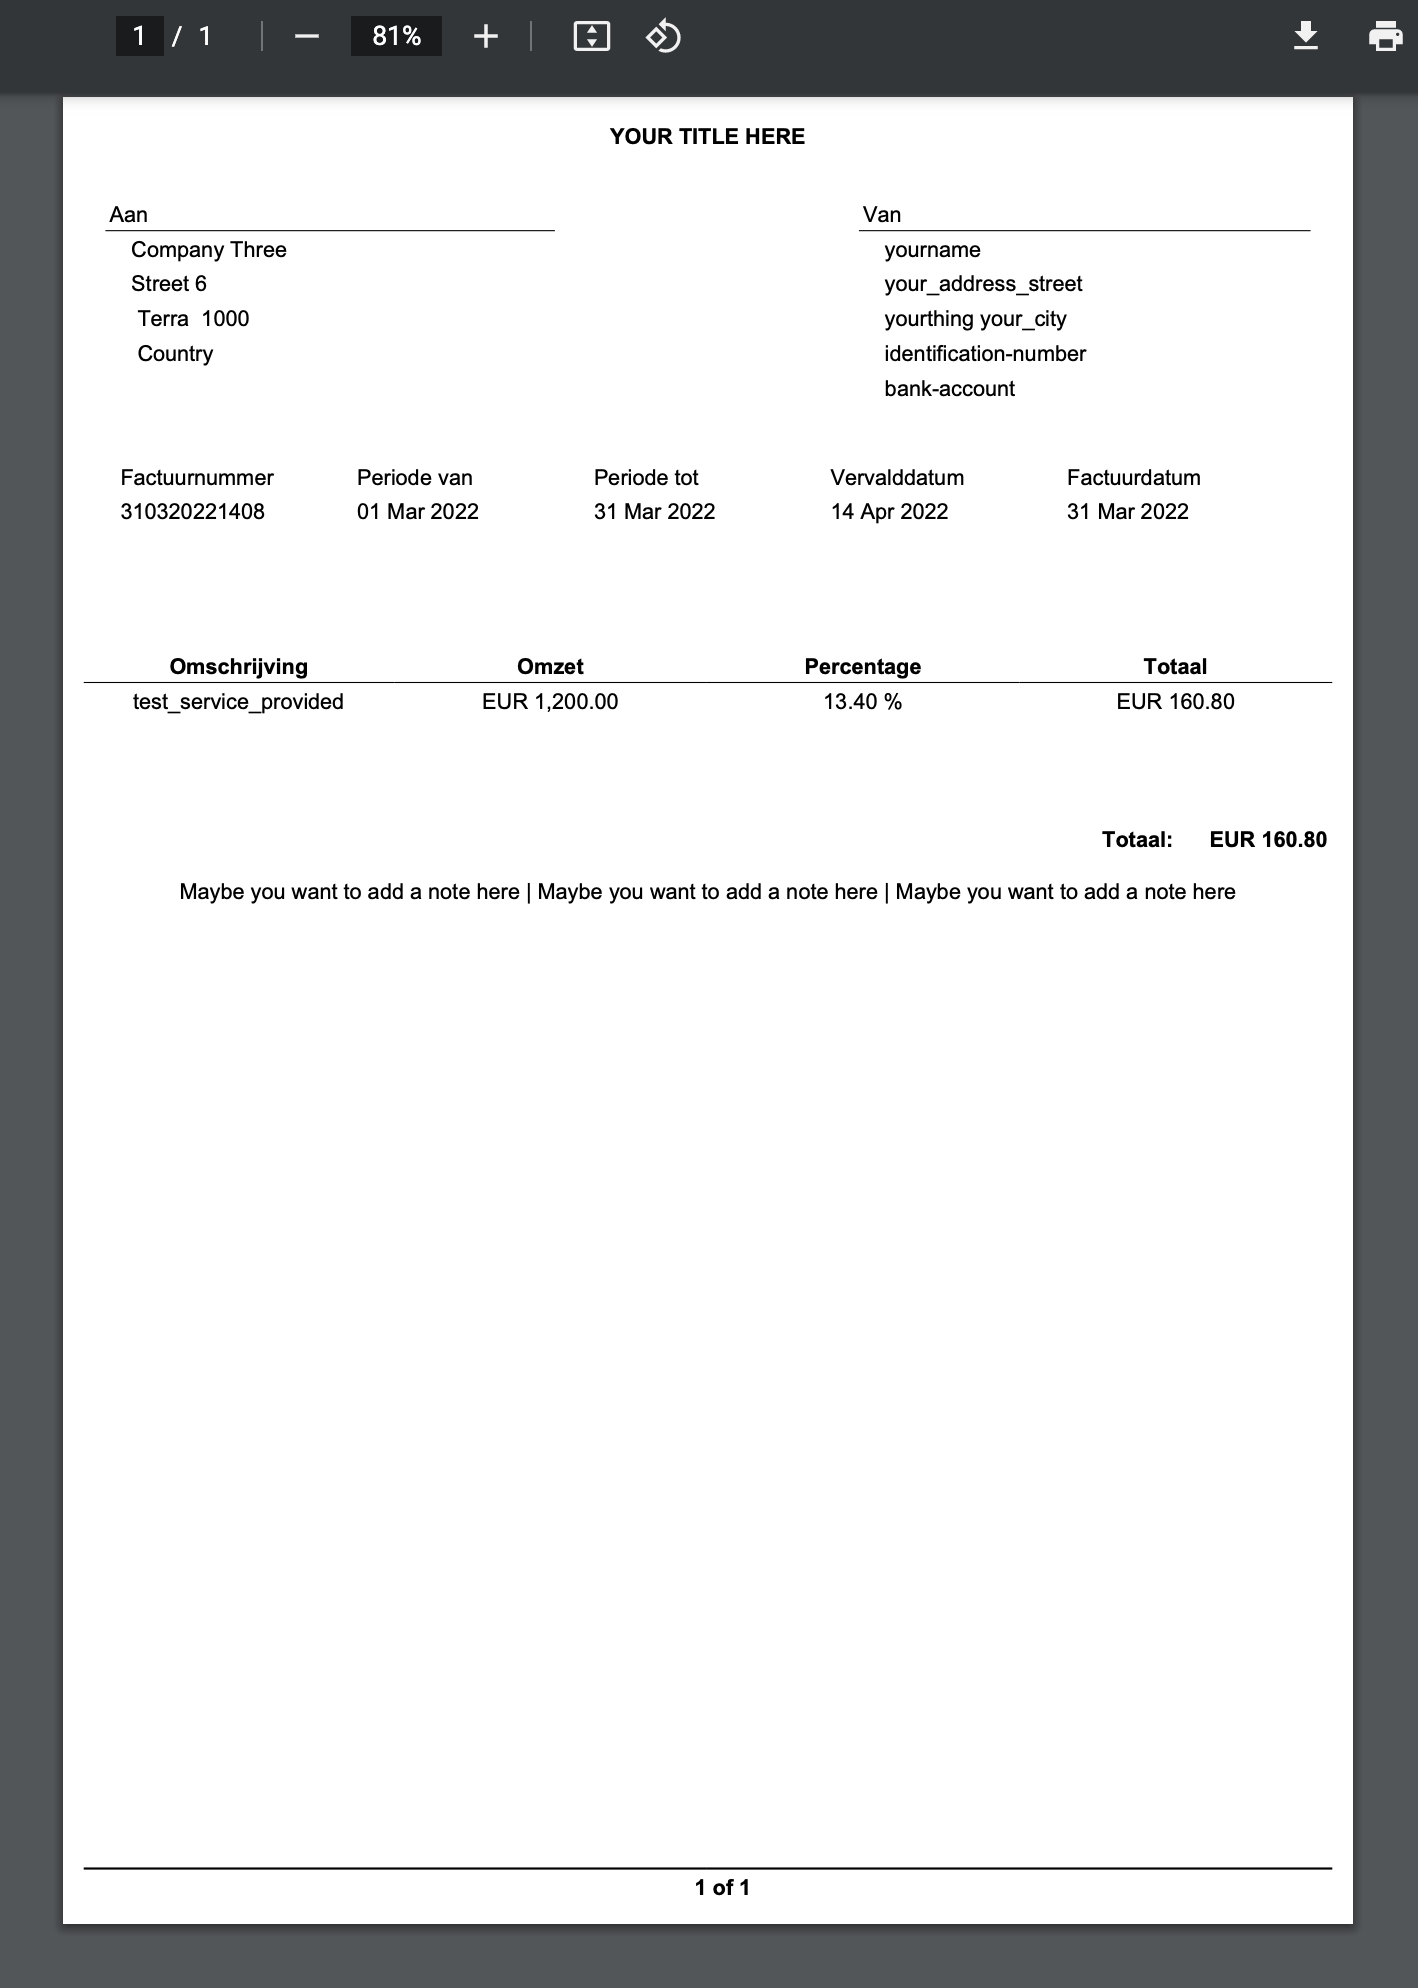 1 / 1 81%
YOUR TITLE HERE
Aan
Company Three
Street 6
Terra 1000
Country
Van
yourname
your_address_street
yourthing your_city
identification-number
bank-account
Factuurnummer Periode van Periode tot Vervalddatum Factuurdatum
310320221408 01 Mar 2022 31 Mar 2022 14 Apr 2022 31 Mar 2022
Omschrijving Omzet Percentage Totaal
test_service_provided EUR 1,200.00 13.40 % EUR 160.80
Totaal: EUR 160.80
Maybe you want to add a note here | Maybe you want to add a note here | Maybe you want to add a note here
1 of 1